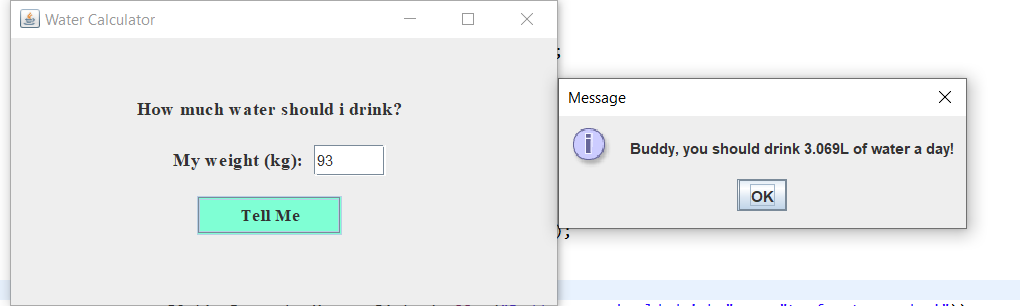 Water Calculator
How much water should i drink?
My weight (kg): 93
Tell Me
;
Message
Buddy, you should drink 3.069L of water a day!
OK
);